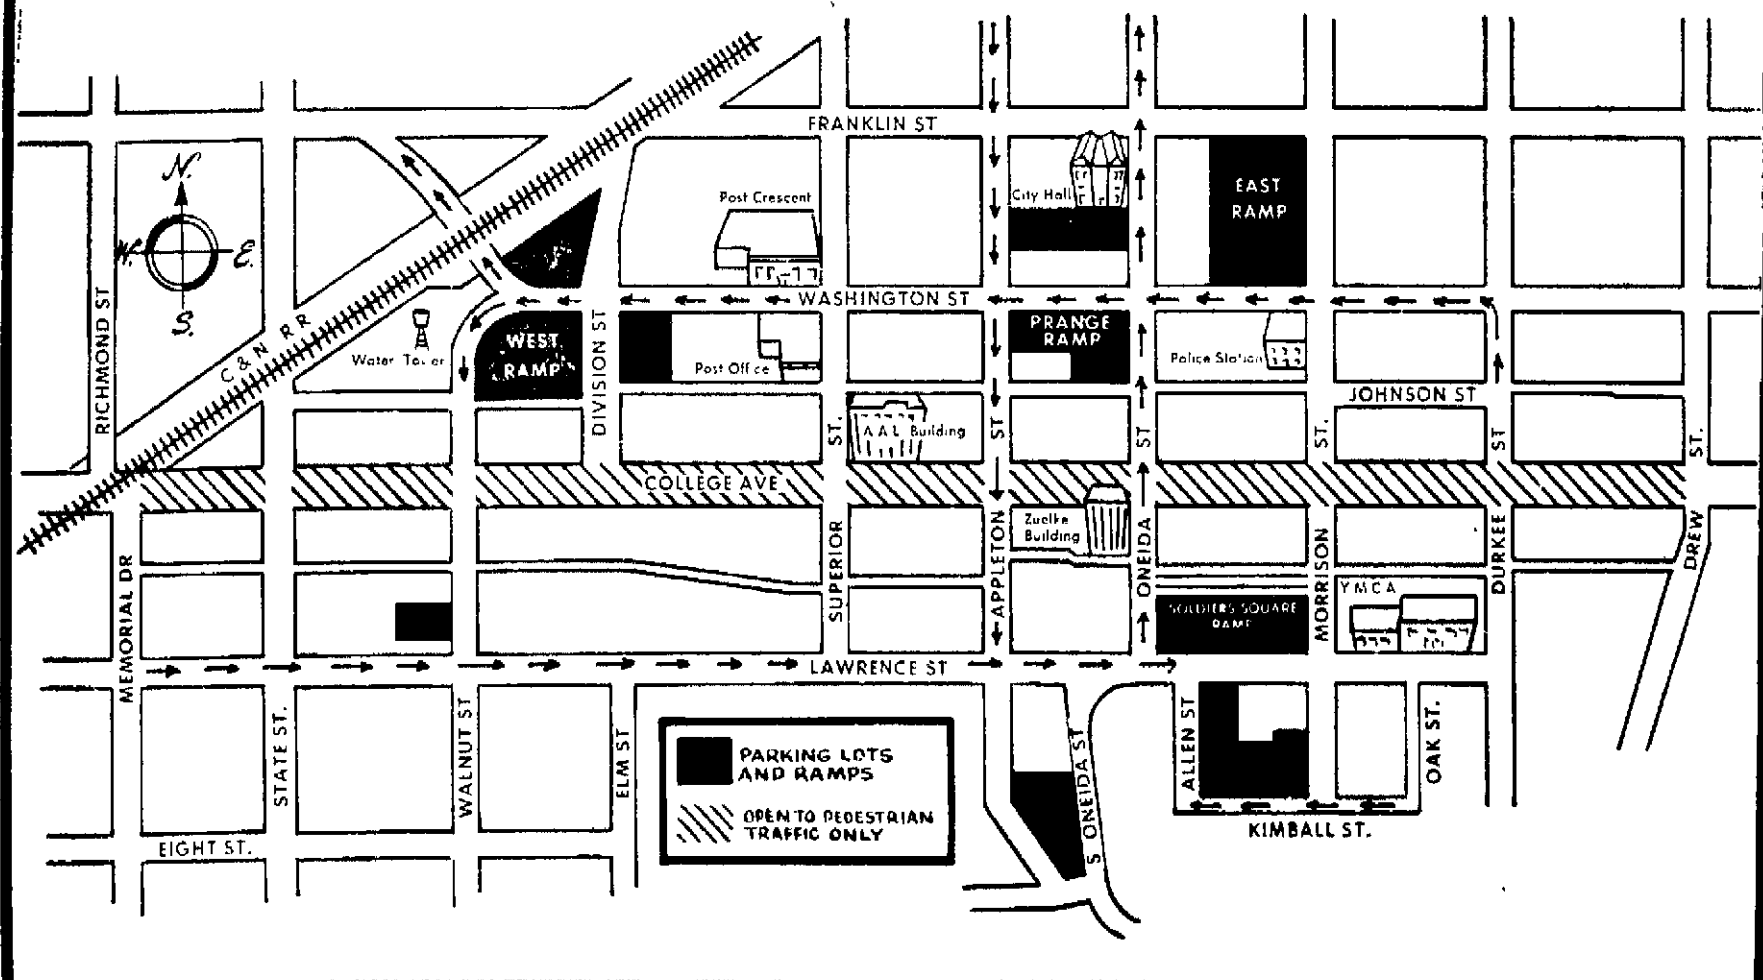 FRANKLIN ST
N.
W.
E.
S.
Post Crescent
City Hall
EAST
RAMP
WASHINGTON ST
RICHMOND ST
C & N RR
Water Tower
WEST
RAMP
DIVISION ST
Post Office
PRANGE
RAMP
Police Station
JOHNSON ST
A A L Building
ST.
ST
ST
ST.
ST
ST.
COLLEGE AVE
Zuelke
Building
MEMORIAL DR
SUPERIOR
APPLETON
ONEIDA
MORRISON
DURKEE
DREW
SOLDIERS SQUARE
RAMP
YMCA
LAWRENCE ST
STATE ST.
WALNUT ST
ELM ST
S ONEIDA ST
ALLEN ST
OAK ST.
PARKING LOTS
AND RAMPS
OPEN TO PEDESTRIAN
TRAFFIC ONLY
KIMBALL ST.
EIGHT ST.